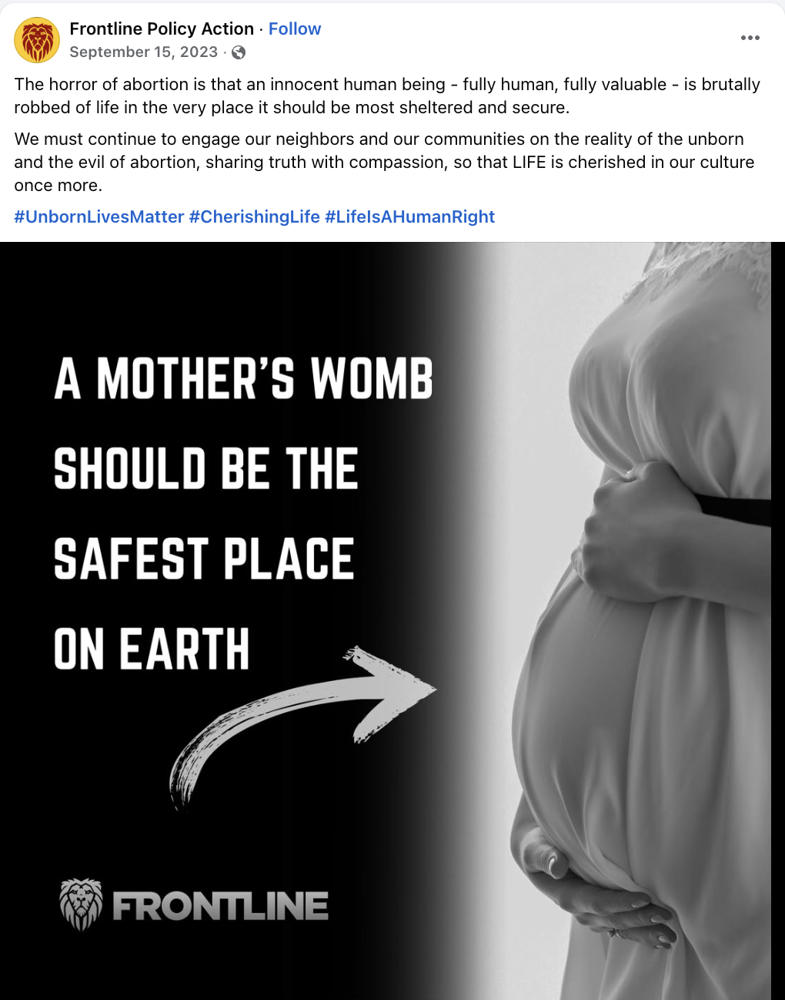 Frontline Policy Action · Follow
September 15, 2023 ·
The horror of abortion is that an innocent human being - fully human, fully valuable - is brutally
robbed of life in the very place it should be most sheltered and secure.
We must continue to engage our neighbors and our communities on the reality of the unborn
and the evil of abortion, sharing truth with compassion, so that LIFE is cherished in our culture
once more.
#UnbornLivesMatter #CherishingLife #LifeIsAHumanRight
A MOTHER'S WOMB
SHOULD BE THE
SAFEST PLACE
ON EARTH
FRONTLINE